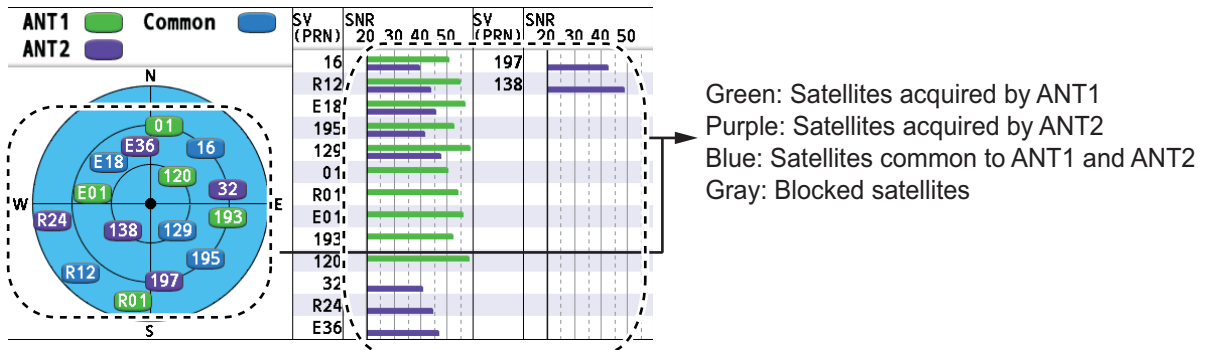 ANT1 Common
ANT2
N
01
E36
16
E18
120
E01
32
W
E
R24
193
138
129
195
R12
197
R01
S
SV SNR SV SNR
(PRN) 20 30 40 50 (PRN) 20 30 40 50
16 197
R12 138
E18
195
129
01
R01
E01
193
120
32
R24
E36
Green: Satellites acquired by ANT1
Purple: Satellites acquired by ANT2
Blue: Satellites common to ANT1 and ANT2
Gray: Blocked satellites